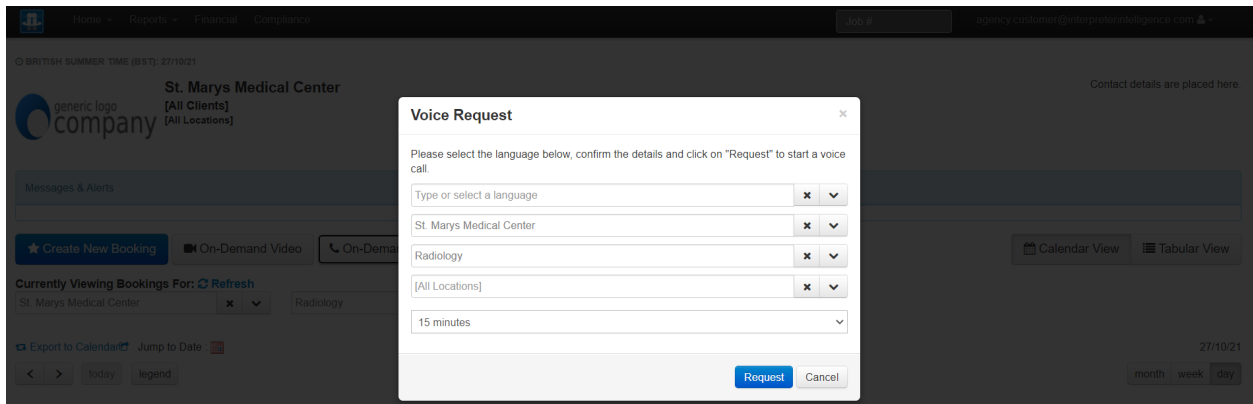 Home Reports Financial Compliance Job # agency.customer@interpreterintelligence.com
BRITISH SUMMER TIME (BST): 27/10/21
St. Marys Medical Center
[All Clients]
[All Locations]
generic logo
company
Contact details are placed here.
Messages & Alerts
Create New Booking On-Demand Video On-Dema
Calendar View Tabular View
Currently Viewing Bookings For: Refresh
St. Marys Medical Center Radiology
Export to Calendar Jump to Date :
27/10/21
< > today legend
month week day
Voice Request ×
Please select the language below, confirm the details and click on "Request" to start a voice
call.
Type or select a language
St. Marys Medical Center
Radiology
[All Locations]
15 minutes
Request Cancel